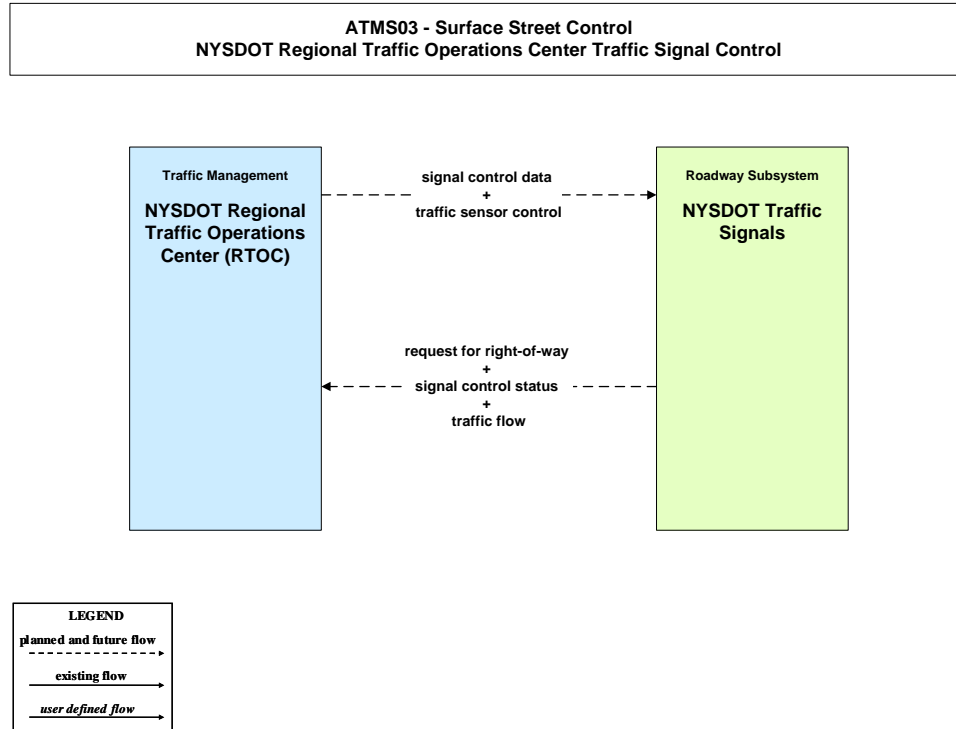 ATMS03 - Surface Street Control
NYSDOT Regional Traffic Operations Center Traffic Signal Control
Traffic Management
NYSDOT Regional
Traffic Operations
Center (RTOC)
signal control data
+
traffic sensor control
Roadway Subsystem
NYSDOT Traffic
Signals
request for right-of-way
+
signal control status
+
traffic flow
LEGEND
planned and future flow
existing flow
user defined flow